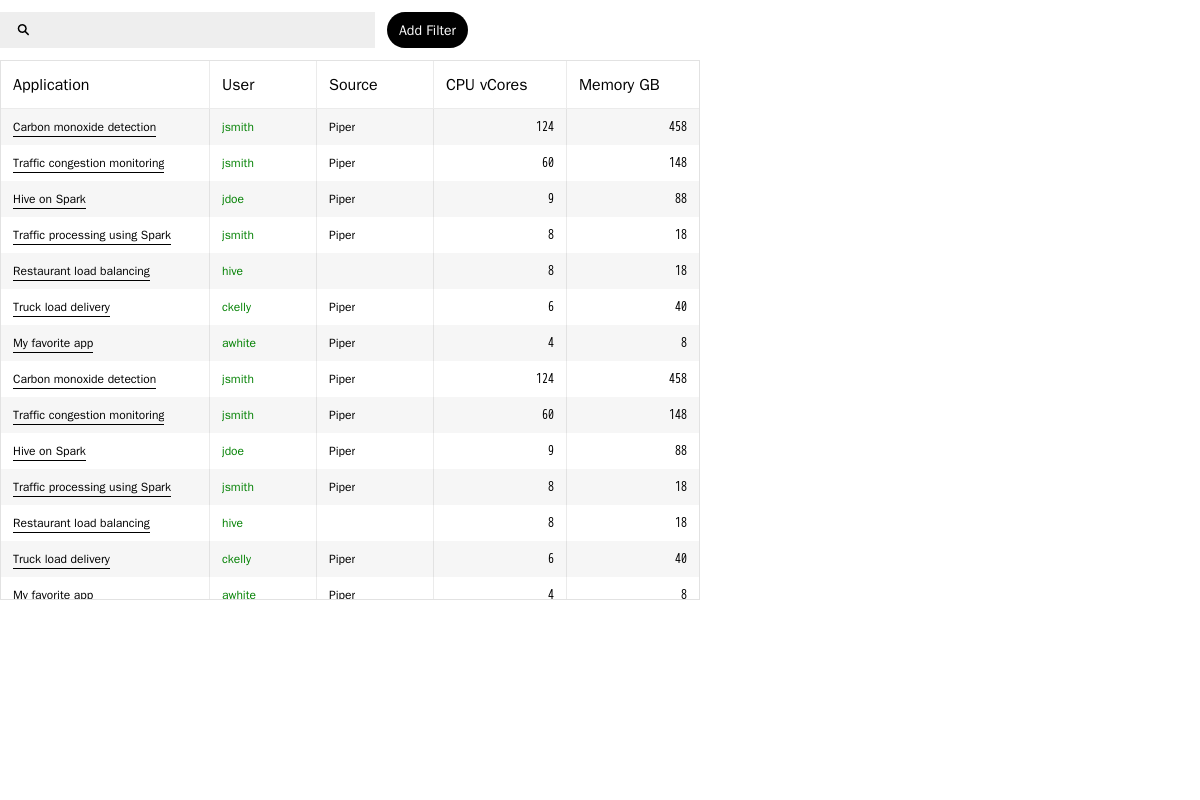 Add Filter
Application User Source CPU vCores Memory GB
Carbon monoxide detection jsmith Piper 124 458
Traffic congestion monitoring jsmith Piper 60 148
Hive on Spark jdoe Piper 9 88
Traffic processing using Spark jsmith Piper 8 18
Restaurant load balancing hive 8 18
Truck load delivery ckelly Piper 6 40
My favorite app awhite Piper 4 8
Carbon monoxide detection jsmith Piper 124 458
Traffic congestion monitoring jsmith Piper 60 148
Hive on Spark jdoe Piper 9 88
Traffic processing using Spark jsmith Piper 8 18
Restaurant load balancing hive 8 18
Truck load delivery ckelly Piper 6 40
My favorite app awhite Piper 4 8